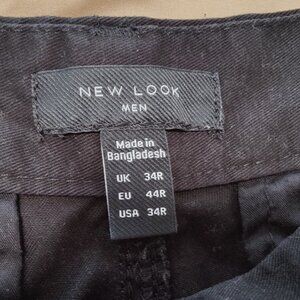 NEW LOOK
MEN
Made in
Bangladesh
UK 34R
EU 44R
USA 34R